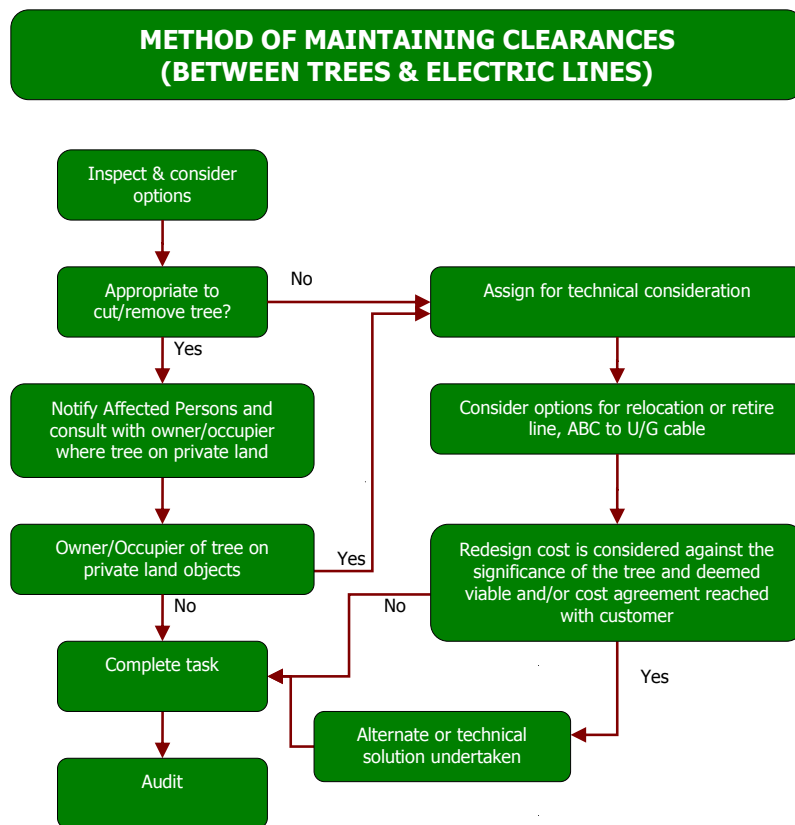 METHOD OF MAINTAINING CLEARANCES
(BETWEEN TREES & ELECTRIC LINES)
Inspect & consider
options
Appropriate to
cut/remove tree?
No
Assign for technical consideration
Yes
Notify Affected Persons and
consult with owner/occupier
where tree on private land
Consider options for relocation or retire
line, ABC to U/G cable
Owner/Occupier of tree on
private land objects
Yes
Redesign cost is considered against the
significance of the tree and deemed
viable and/or cost agreement reached
with customer
No
No
Complete task
Yes
Alternate or technical
solution undertaken
Audit